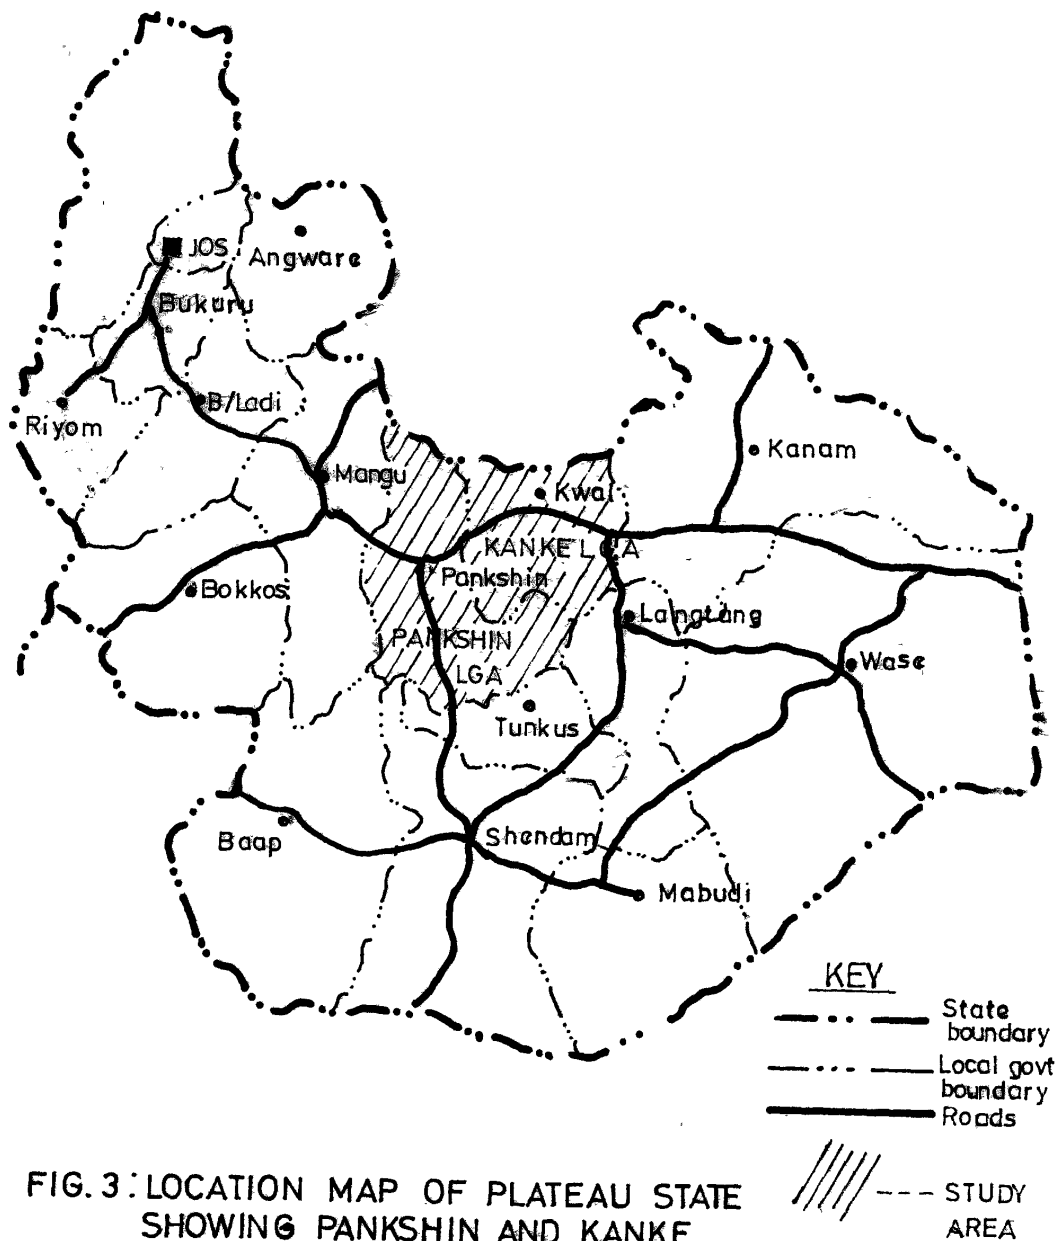 JOS
Angware
Bukuru
B/Ladi
Riyom
Mangu
Kanam
Kwal
KANKE LGA
Pankshin
Bokkos
Langtang
PANKSHIN
LGA
Wase
Tunkus
Baap
Shendam
Mabudi
KEY
State
boundary
Local govt
boundary
Roads
STUDY
AREA
FIG. 3: LOCATION MAP OF PLATEAU STATE
SHOWING PANKSHIN AND KANKE